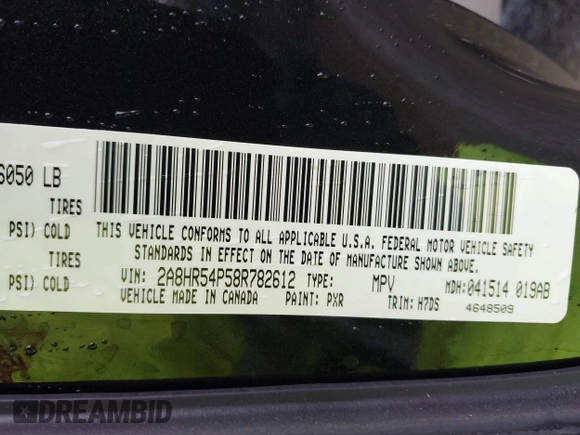 6050 LB
TIRES
PSI) COLD
TIRES
PSI) COLD
THIS VEHICLE CONFORMS TO ALL APPLICABLE U.S.A. FEDERAL MOTOR VEHICLE SAFETY
STANDARDS IN EFFECT ON THE DATE OF MANUFACTURE SHOWN ABOVE.
VIN: 2A8HR54P58R782612 TYPE: MPV MDH: 041514 019AB
VEHICLE MADE IN CANADA PAINT: PXR TRIM: H7DS
4648509
DREAMBID